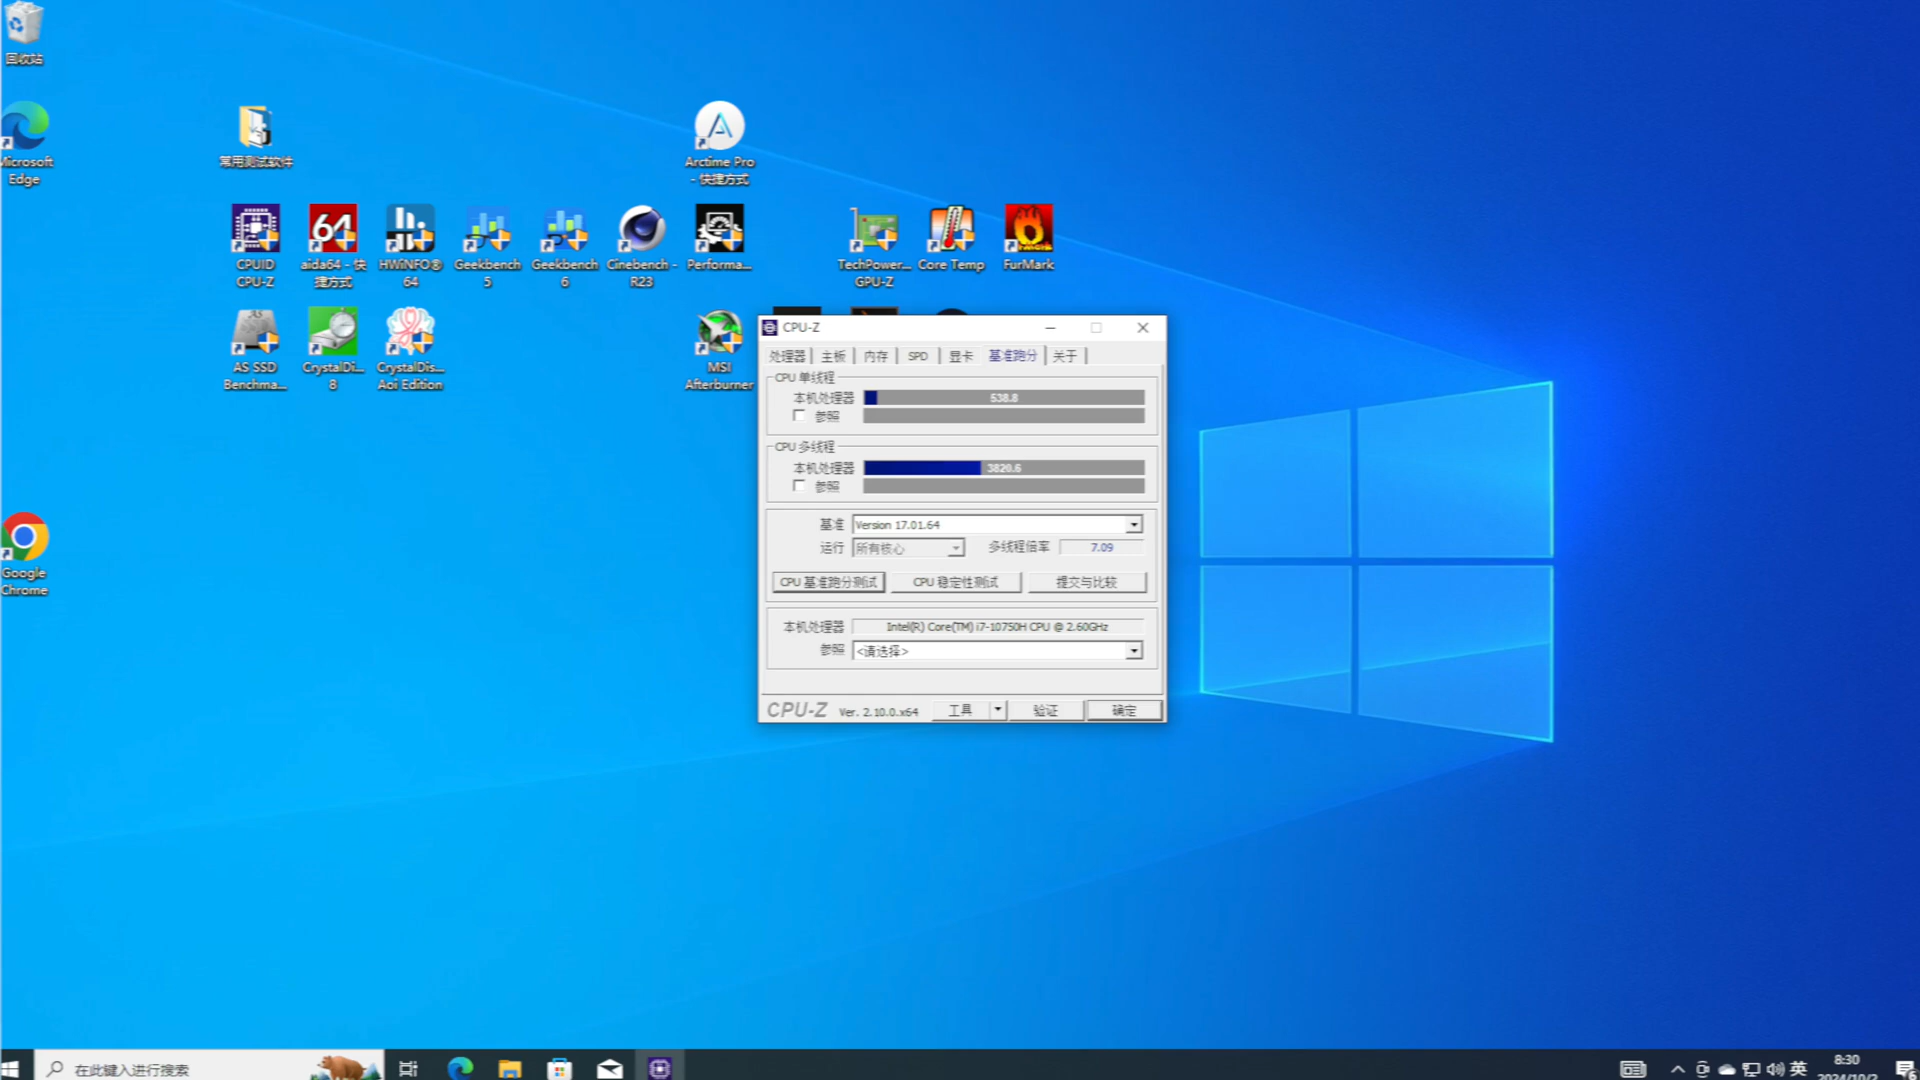 回收站
Microsoft
Edge
常用测试软件
Arctime Pro
- 快捷方式
CPUID
CPU-Z
aida64 - 快
捷方式
HWiNFO®
64
Geekbench
5
Geekbench
6
Cinebench -
R23
Performa...
TechPower...
GPU-Z
Core Temp
FurMark
AS SSD
Benchma...
CrystalDi...
8
CrystalDis...
Aoi Edition
MSI
Afterburner
Google
Chrome
CPU-Z
处理器 主板 内存 SPD 显卡 基准跑分 关于
CPU 单线程
本机处理器 538.8
参照
CPU 多线程
本机处理器 3820.6
参照
基准 Version 17.01.64
运行 所有核心 多线程倍率 7.09
CPU 基准跑分测试 CPU 稳定性测试 提交与比较
本机处理器 Intel(R) Core(TM) i7-10750H CPU @ 2.60GHz
参照 <请选择>
CPU-Z Ver. 2.10.0.x64 工具 验证 确定
在此键入进行搜索
英
8:30